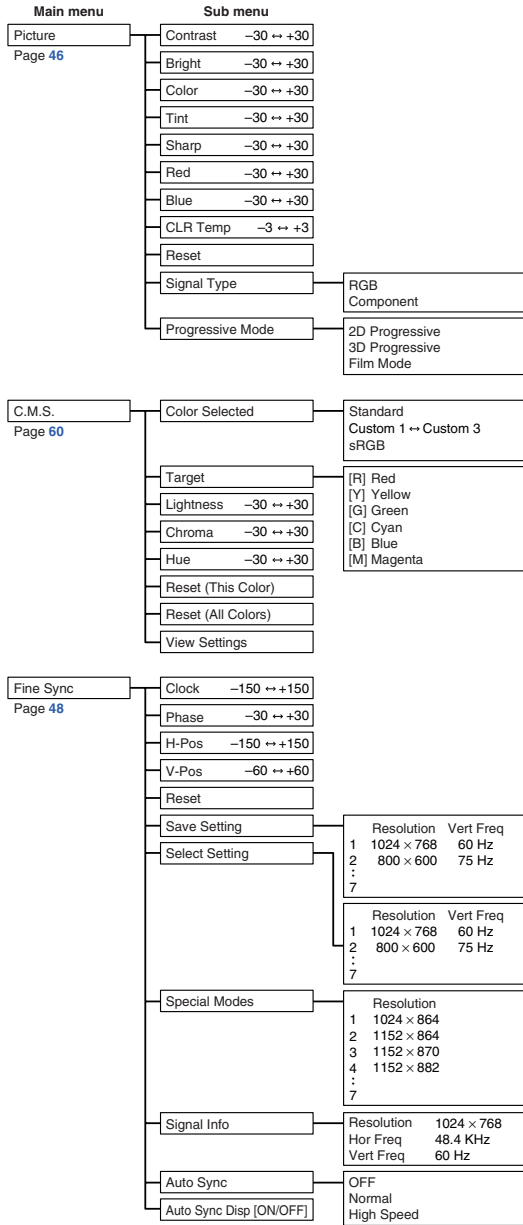 Main menu Sub menu
Picture
Page 46
Contrast –30 ↔ +30
Bright –30 ↔ +30
Color –30 ↔ +30
Tint –30 ↔ +30
Sharp –30 ↔ +30
Red –30 ↔ +30
Blue –30 ↔ +30
CLR Temp –3 ↔ +3
Reset
Signal Type
RGB
Component
Progressive Mode
2D Progressive
3D Progressive
Film Mode
C.M.S.
Page 60
Color Selected
Standard
Custom 1 ↔ Custom 3
sRGB
Target
[R] Red
[Y] Yellow
[G] Green
[C] Cyan
[B] Blue
[M] Magenta
Lightness –30 ↔ +30
Chroma –30 ↔ +30
Hue –30 ↔ +30
Reset (This Color)
Reset (All Colors)
View Settings
Fine Sync
Page 48
Clock –150 ↔ +150
Phase –30 ↔ +30
H-Pos –150 ↔ +150
V-Pos –60 ↔ +60
Reset
Save Setting
Resolution Vert Freq
1 1024 × 768 60 Hz
2 800 × 600 75 Hz
:
7
Select Setting
Resolution Vert Freq
1 1024 × 768 60 Hz
2 800 × 600 75 Hz
:
7
Special Modes
Resolution
1 1024 × 864
2 1152 × 864
3 1152 × 870
4 1152 × 882
:
7
Signal Info
Resolution 1024 × 768
Hor Freq 48.4 KHz
Vert Freq 60 Hz
Auto Sync
OFF
Normal
High Speed
Auto Sync Disp [ON/OFF]